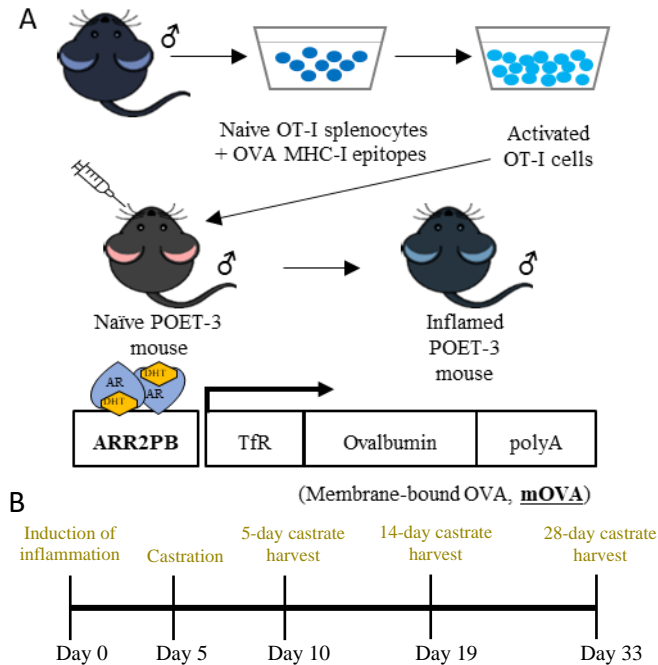 A
♂
Naive OT-I splenocytes
+ OVA MHC-I epitopes
Activated
OT-I cells
♂
♂
Naïve POET-3
mouse
Inflamed
POET-3
mouse
AR
DHT
DHT
AR
ARR2PB
TfR
Ovalbumin
polyA
(Membrane-bound OVA, mOVA)
B
Induction of
inflammation
Castration
5-day castrate
harvest
14-day castrate
harvest
28-day castrate
harvest
Day 0
Day 5
Day 10
Day 19
Day 33